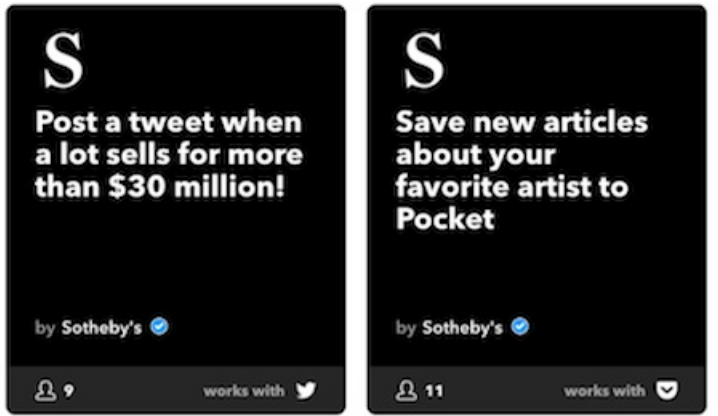 S
Post a tweet when
a lot sells for more
than $30 million!
by Sotheby's
9
works with
S
Save new articles
about your
favorite artist to
Pocket
by Sotheby's
11
works with